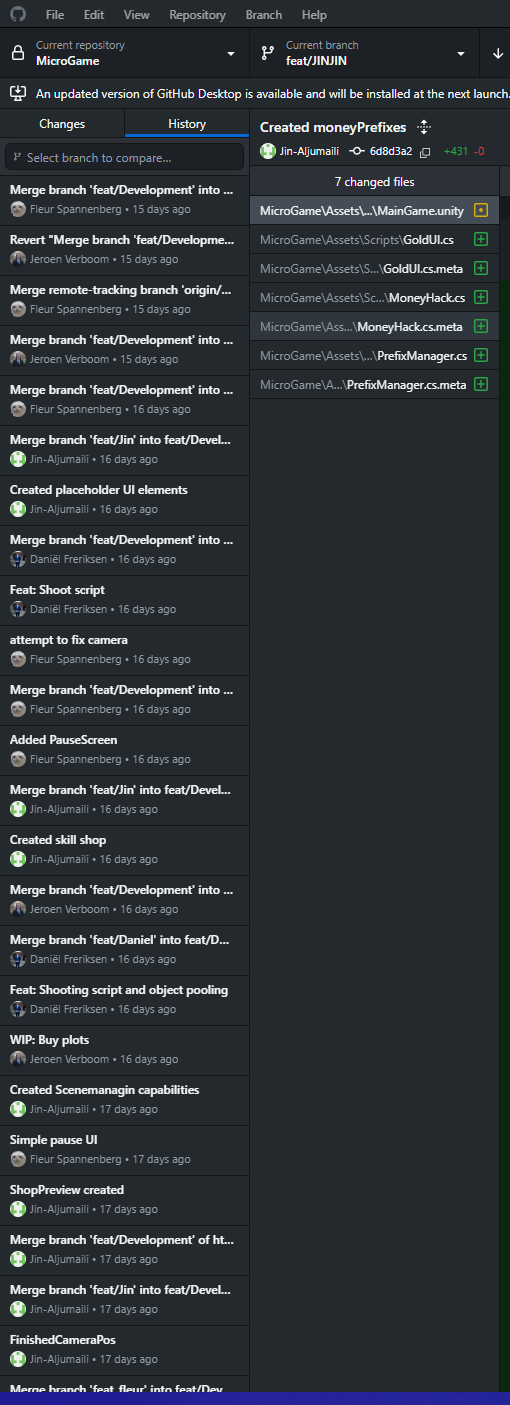 File Edit View Repository Branch Help
Current repository
MicroGame
Current branch
feat/JINJIN
An updated version of GitHub Desktop is available and will be installed at the next launch.
Changes
History
Select branch to compare...
Merge branch 'feat/Development' into ...
Fleur Spannenberg • 15 days ago
Revert "Merge branch 'feat/Developme...
Jeroen Verboom • 15 days ago
Merge remote-tracking branch 'origin/...
Fleur Spannenberg • 15 days ago
Merge branch 'feat/Development' into ...
Jeroen Verboom • 15 days ago
Merge branch 'feat/Development' into ...
Fleur Spannenberg • 16 days ago
Merge branch 'feat/Jin' into feat/Devel...
Jin-Aljumaili • 16 days ago
Created placeholder UI elements
Jin-Aljumaili • 16 days ago
Merge branch 'feat/Development' into ...
Daniël Freriksen • 16 days ago
Feat: Shoot script
Daniël Freriksen • 16 days ago
attempt to fix camera
Fleur Spannenberg • 16 days ago
Merge branch 'feat/Development' into ...
Fleur Spannenberg • 16 days ago
Added PauseScreen
Fleur Spannenberg • 16 days ago
Merge branch 'feat/Jin' into feat/Devel...
Jin-Aljumaili • 16 days ago
Created skill shop
Jin-Aljumaili • 16 days ago
Merge branch 'feat/Development' into ...
Jeroen Verboom • 16 days ago
Merge branch 'feat/Daniel' into feat/D...
Daniël Freriksen • 16 days ago
Feat: Shooting script and object pooling
Daniël Freriksen • 16 days ago
WIP: Buy plots
Jeroen Verboom • 16 days ago
Created Scenemanagin capabilities
Jin-Aljumaili • 17 days ago
Simple pause UI
Fleur Spannenberg • 17 days ago
ShopPreview created
Jin-Aljumaili • 17 days ago
Merge branch 'feat/Development' of ht...
Jin-Aljumaili • 17 days ago
Merge branch 'feat/Jin' into feat/Devel...
Jin-Aljumaili • 17 days ago
FinishedCameraPos
Jin-Aljumaili • 17 days ago
Merge branch 'feat_fleur' into feat/Dev...
Created moneyPrefixes
Jin-Aljumaili 6d8d3a2 +431 -0
7 changed files
MicroGame\Assets\...\MainGame.unity
MicroGame\Assets\Scripts\GoldUI.cs
MicroGame\Assets\S...\GoldUI.cs.meta
MicroGame\Assets\Sc...\MoneyHack.cs
MicroGame\Ass...\MoneyHack.cs.meta
MicroGame\Assets\...\PrefixManager.cs
MicroGame\A...\PrefixManager.cs.meta